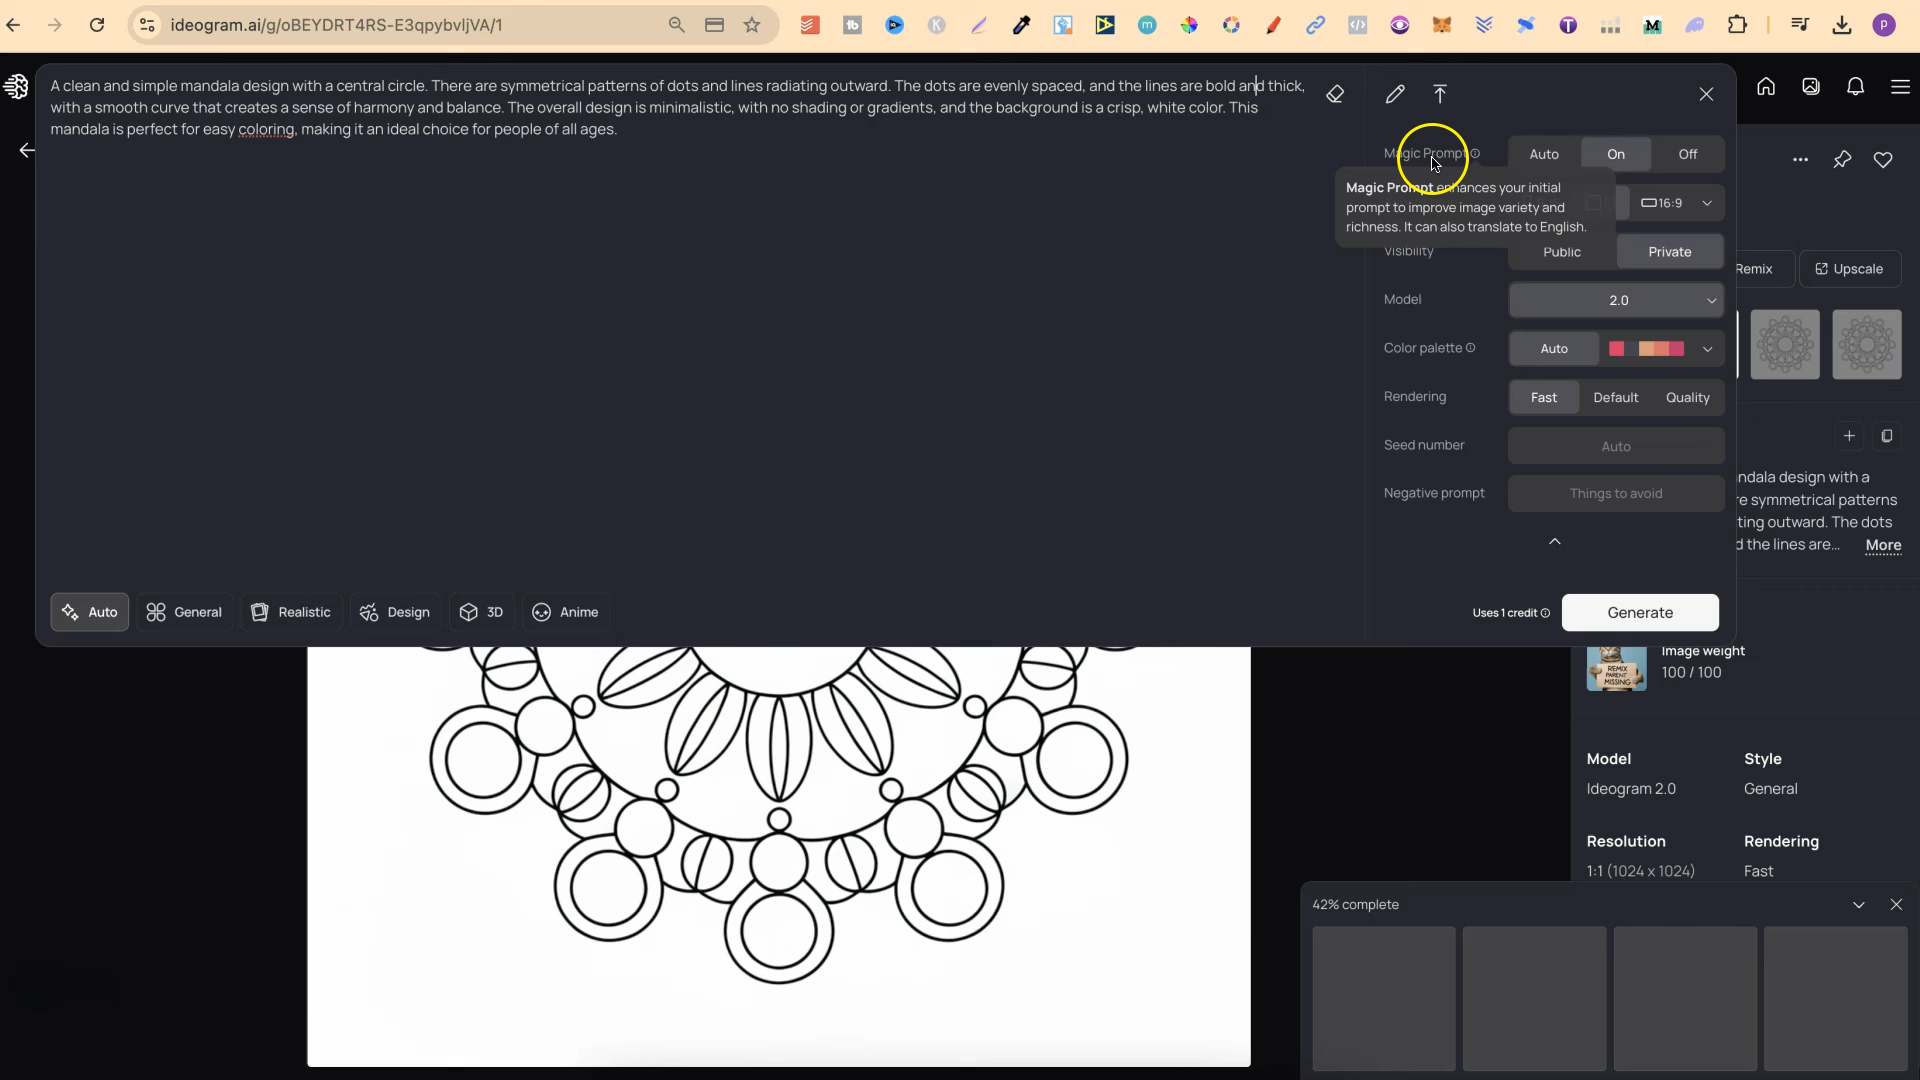 ideogram.ai/g/oBEYDRT4RS-E3qpybvljVA/1
A clean and simple mandala design with a central circle. There are symmetrical patterns of dots and lines radiating outward. The dots are evenly spaced, and the lines are bold and thick,
with a smooth curve that creates a sense of harmony and balance. The overall design is minimalistic, with no shading or gradients, and the background is a crisp, white color. This
mandala is perfect for easy coloring, making it an ideal choice for people of all ages.
Magic Prompt
Auto
On
Off
Magic Prompt enhances your initial
prompt to improve image variety and
richness. It can also translate to English.
16:9
Visibility
Public
Private
Model
2.0
Color palette
Auto
Rendering
Fast
Default
Quality
Seed number
Auto
Negative prompt
Things to avoid
Auto
General
Realistic
Design
3D
Anime
Uses 1 credit
Generate
Remix
Upscale
ndala design with a
re symmetrical patterns
ting outward. The dots
d the lines are... More
REMIX
PARENT
MISSING
Image weight
100 / 100
Model
Style
Ideogram 2.0
General
Resolution
Rendering
1:1 (1024 x 1024)
Fast
42% complete